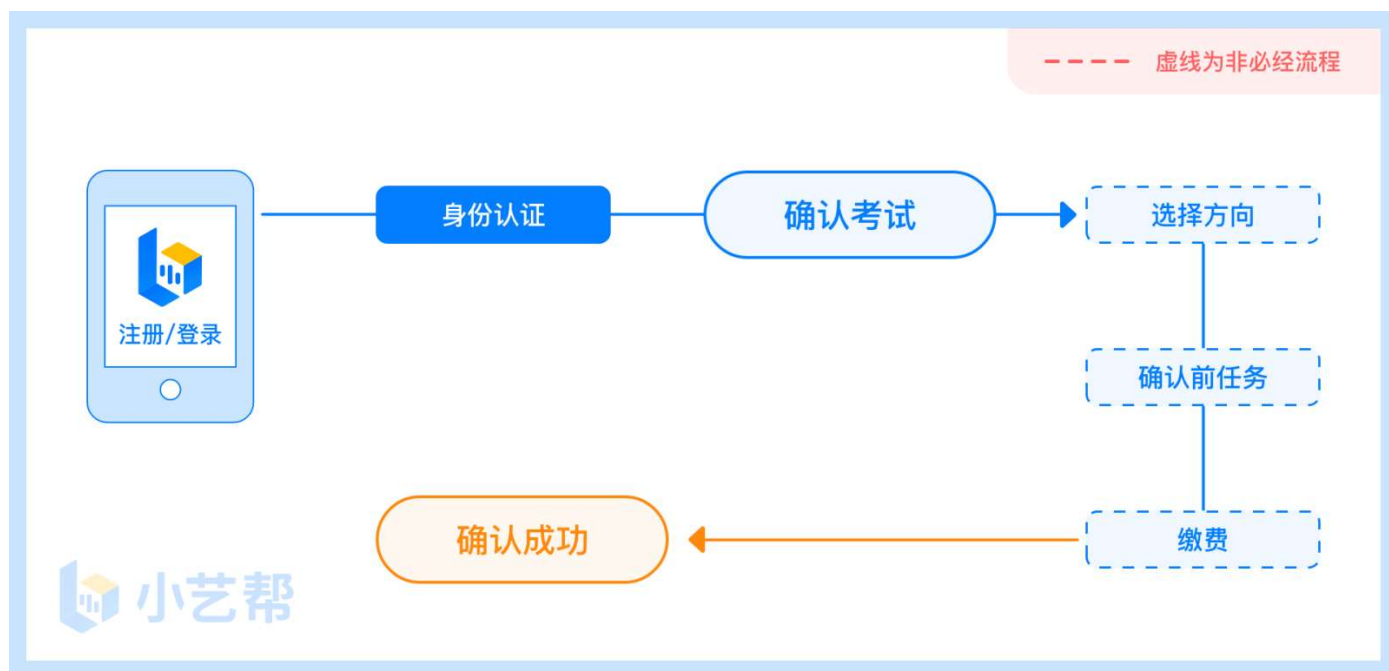 虚线为非必经流程
身份认证
确认考试
选择方向
注册/登录
确认前任务
确认成功
缴费
小艺帮